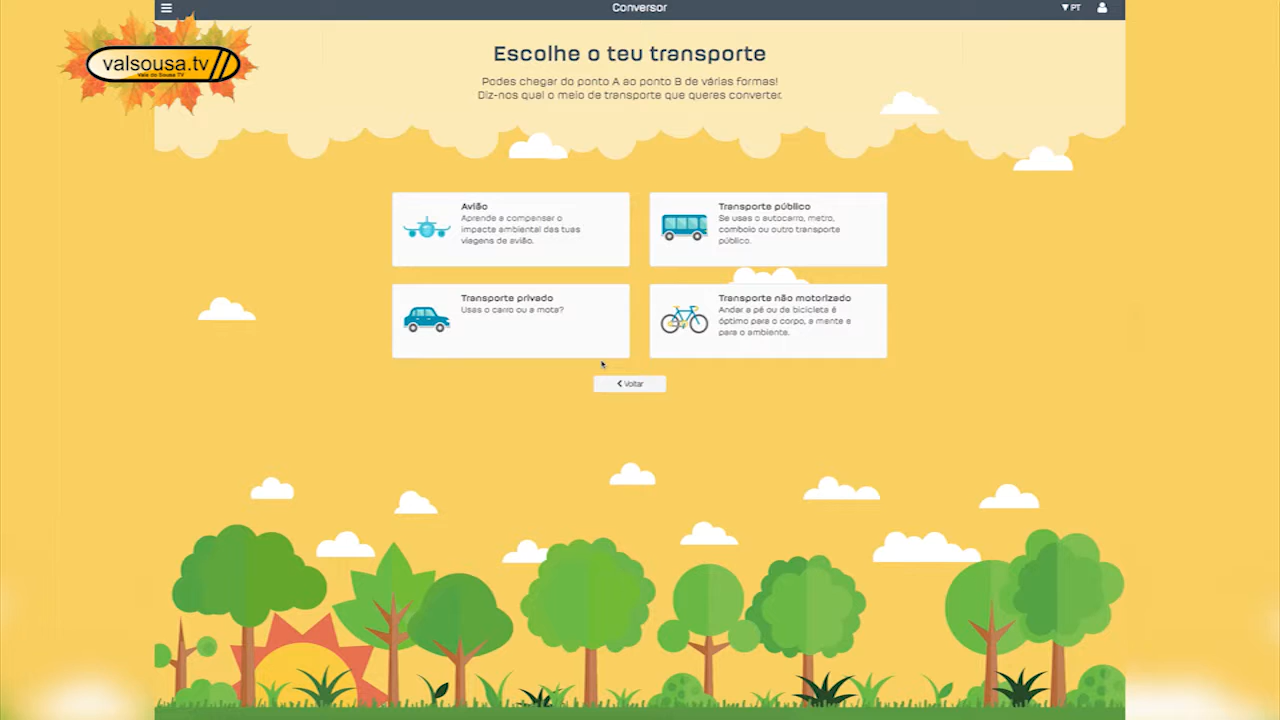 Conversor
PT
valsousa.tv
Vale do Sousa TV
Escolhe o teu transporte
Podes chegar do ponto A ao ponto B de várias formas!
Diz-nos qual o meio de transporte que queres converter.
Avião
Aprende a compensar o
impacte ambiental das tuas
viagens de avião.
Transporte público
Se usas o autocarro, metro,
comboio ou outro transporte
público.
Transporte privado
Usas o carro ou a mota?
Transporte não motorizado
Andar a pé ou de bicicleta é
óptimo para o corpo, a mente e
para o ambiente.
Voltar